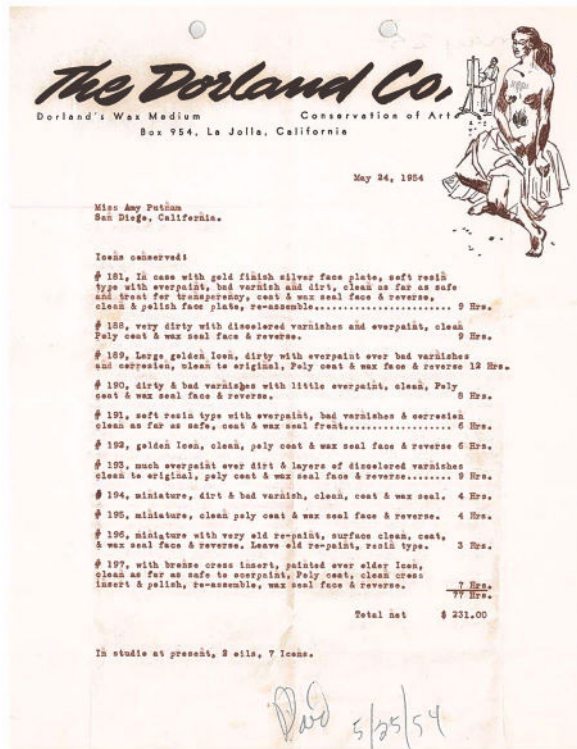 The Dorland Co.
Dorland's Wax Medium Conservation of Art
Box 954, La Jolla, California
May 24, 1954
Miss Amy Putnam
San Diego, California.
Icons conserved:
# 181, In case with gold finish silver face plate, soft resin
type with everpaint, bad varnish and dirt, clean as far as safe
and treat for transparency, coat & wax seal face & reverse,
clean & polish face plate, re-assemble..................... 9 Hrs.
# 188, very dirty with discolored varnishes and overpaint, clean
Poly coat & wax seal face & reverse. 9 Hrs.
# 189, Large golden Icon, dirty with overpaint over bad varnishes
and corrosion, clean to original, Poly coat & wax face & reverse 12 Hrs.
# 190, dirty & bad varnishes with little overpaint, clean, Poly
coat & wax seal face & reverse. 8 Hrs.
# 191, soft resin type with overpaint, bad varnishes & corrosion
clean as far as safe, coat & wax seal front.................. 6 Hrs.
# 192, golden Icon, clean, poly coat & wax seal face & reverse 6 Hrs.
# 193, much overpaint over dirt & layers of discolored varnishes
clean to original, poly coat & wax seal face & reverse........ 9 Hrs.
# 194, miniature, dirt & bad varnish, clean, coat & wax seal. 4 Hrs.
# 195, miniature, clean poly coat & wax seal face & reverse. 4 Hrs.
# 196, miniature with very old re-paint, surface clean, coat,
& wax seal face & reverse. Leave old re-paint, resin type. 3 Hrs.
# 197, with bronze cross insert, painted over older Icon,
clean as far as safe to ocerpaint, Poly coat, clean cross
insert & polish, re-assemble, wax seal face & reverse. 7 Hrs.
77 Hrs.
Total net $ 231.00
In studio at present, 2 oils, 7 Icons.
Paid 5/25/54